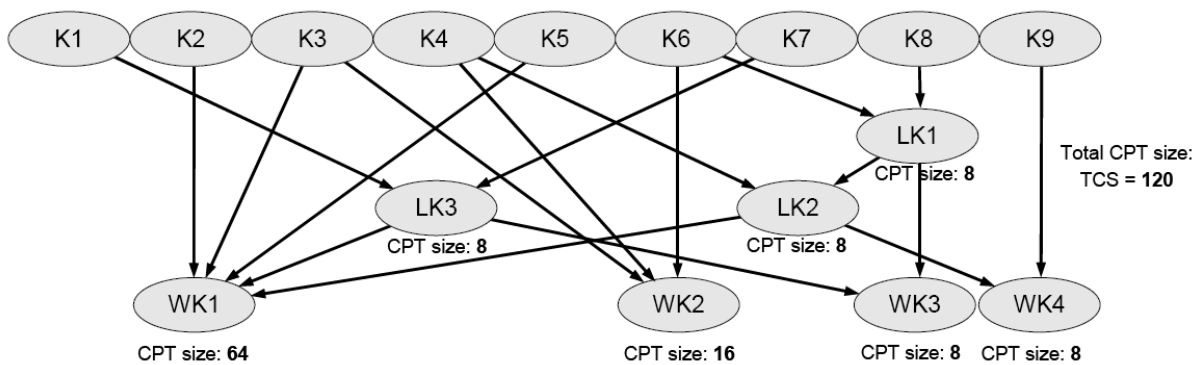 K1
K2
K3
K4
K5
K6
K7
K8
K9
LK1
CPT size: 8
Total CPT size:
TCS = 120
LK3
CPT size: 8
LK2
CPT size: 8
WK1
CPT size: 64
WK2
CPT size: 16
WK3
CPT size: 8
WK4
CPT size: 8